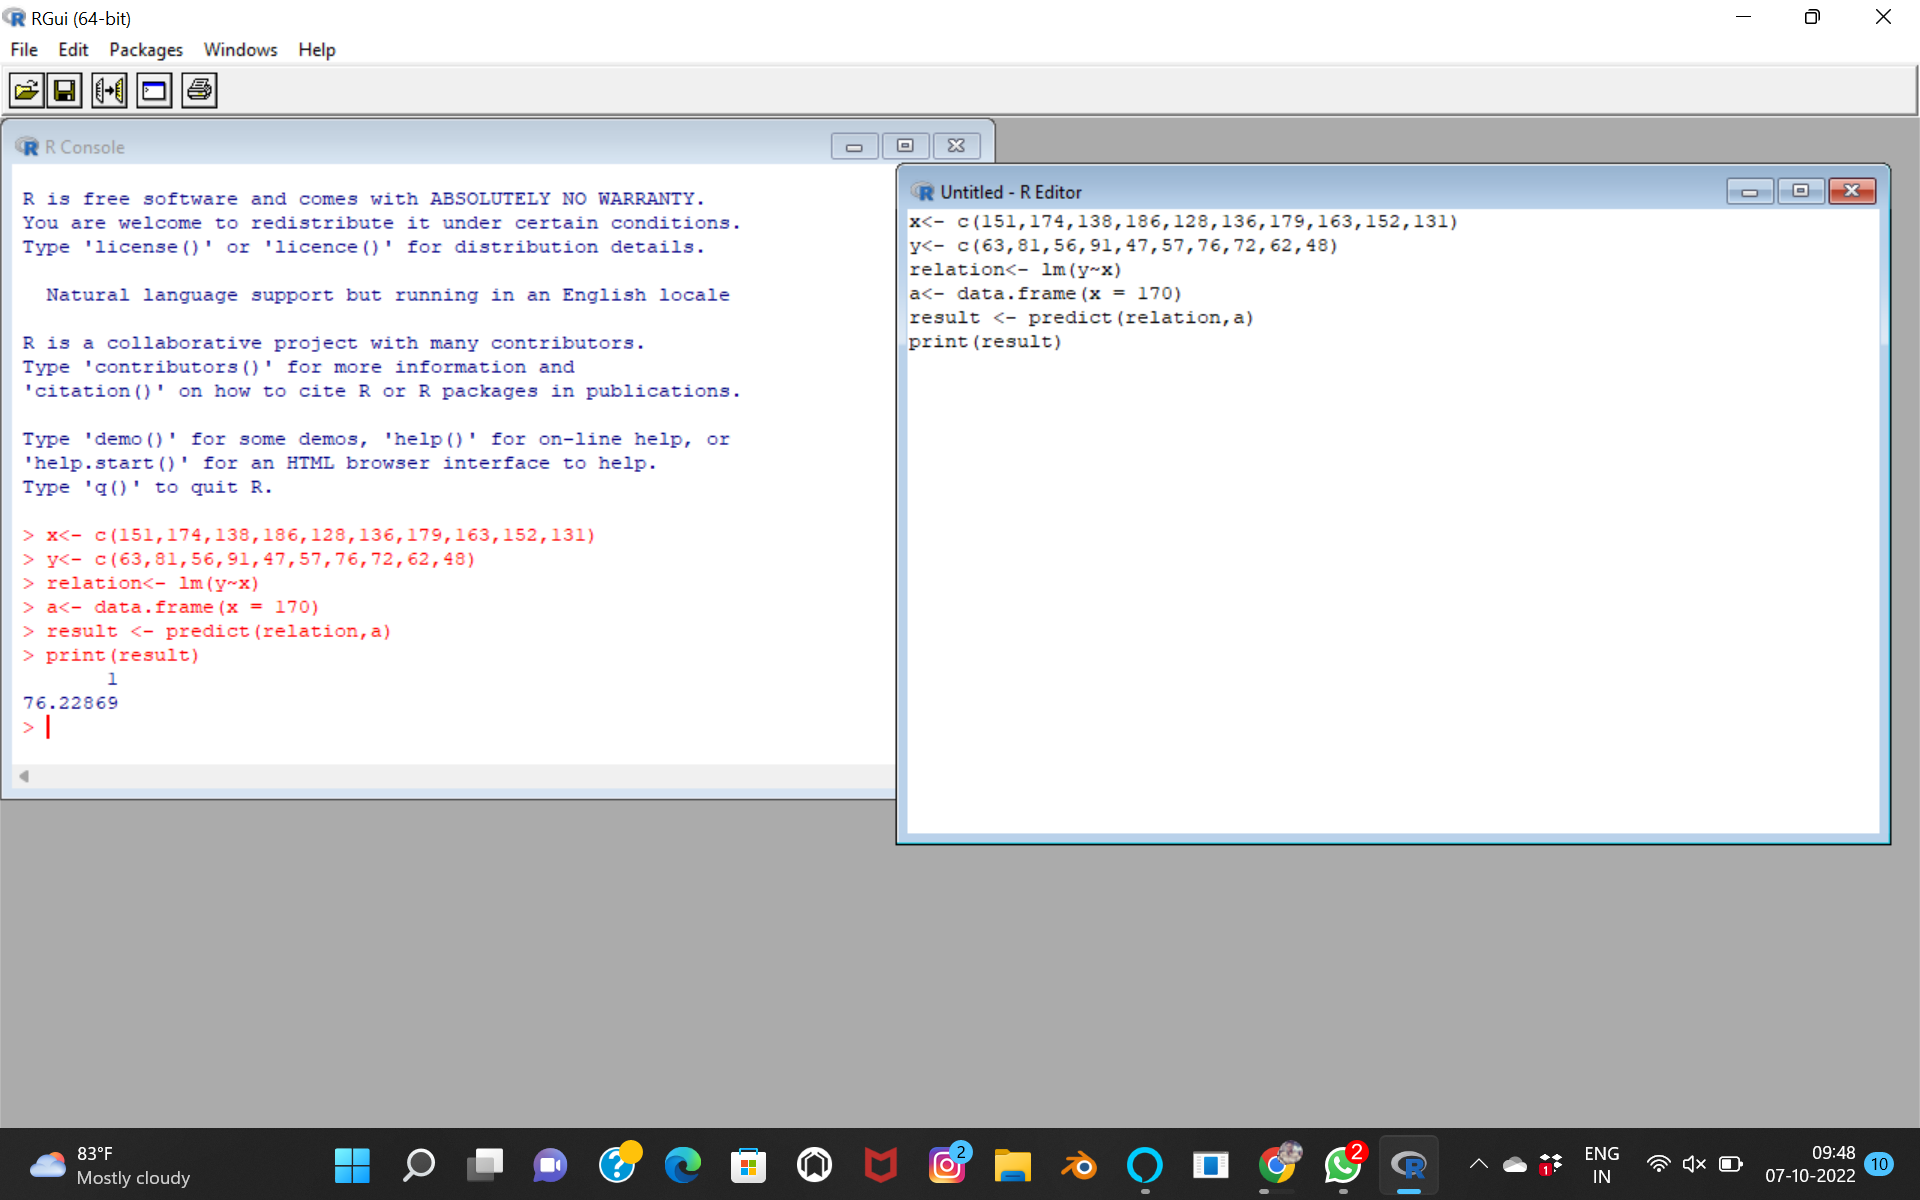 RGui (64-bit)
File Edit Packages Windows Help
R Console
R is free software and comes with ABSOLUTELY NO WARRANTY.
You are welcome to redistribute it under certain conditions.
Type 'license()' or 'licence()' for distribution details.
Natural language support but running in an English locale
R is a collaborative project with many contributors.
Type 'contributors()' for more information and
'citation()' on how to cite R or R packages in publications.
Type 'demo()' for some demos, 'help()' for on-line help, or
'help.start()' for an HTML browser interface to help.
Type 'q()' to quit R.
> x<- c(151,174,138,186,128,136,179,163,152,131)
> y<- c(63,81,56,91,47,57,76,72,62,48)
> relation<- lm(y~x)
> a<- data.frame(x = 170)
> result <- predict(relation,a)
> print(result)
1
76.22869
>
Untitled - R Editor
x<- c(151,174,138,186,128,136,179,163,152,131)
y<- c(63,81,56,91,47,57,76,72,62,48)
relation<- lm(y~x)
a<- data.frame(x = 170)
result <- predict(relation,a)
print(result)
83°F
Mostly cloudy
2
2
1
ENG
IN
09:48
07-10-2022
10